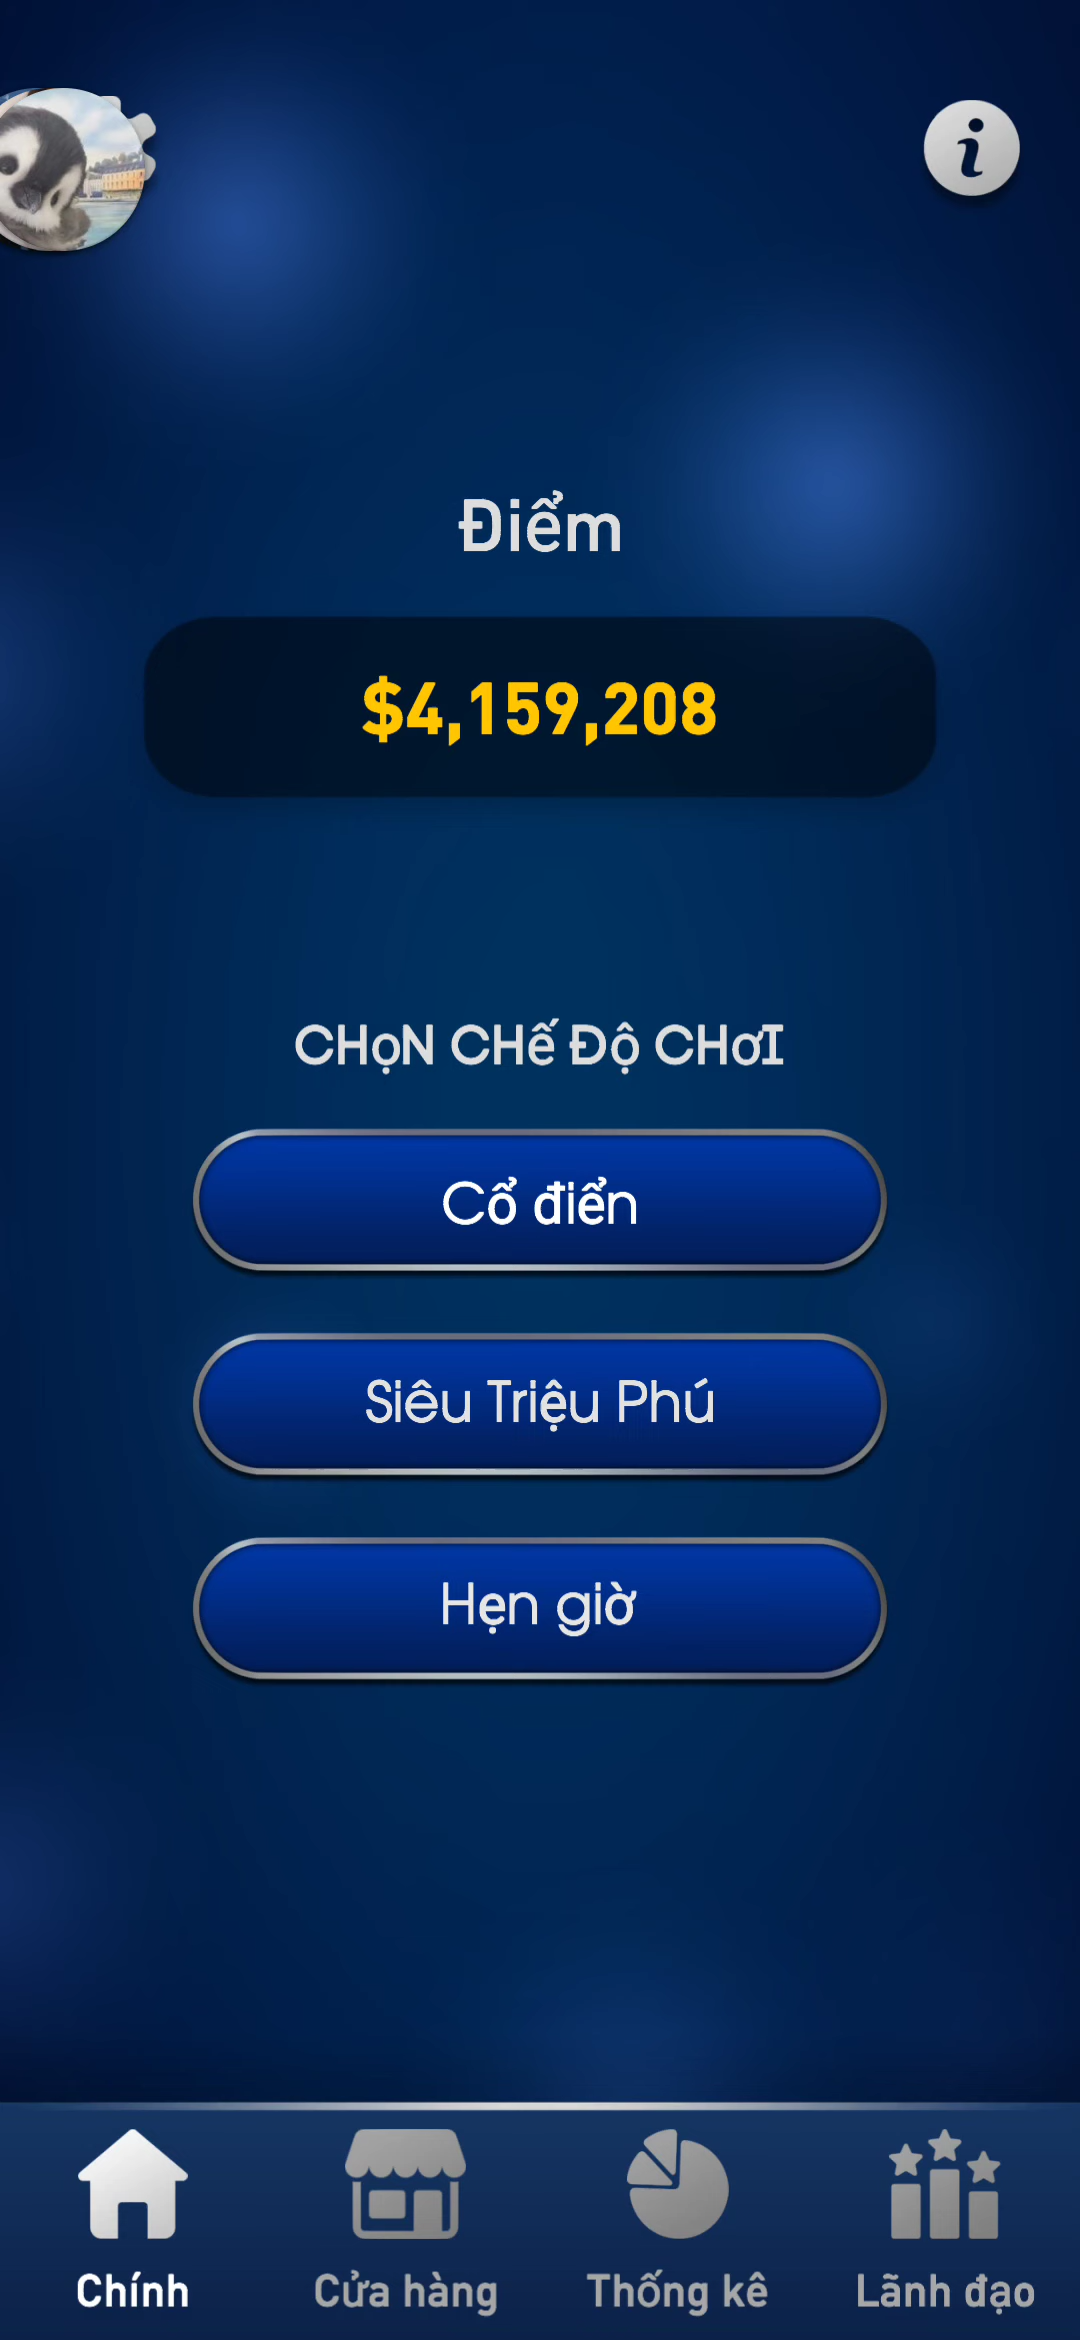 Điểm
$4,159,208
CHọN CHế Độ CHơI
Cổ điển
Siêu Triệu Phú
Hẹn giờ
Chính
Cửa hàng
Thống kê
Lãnh đạo